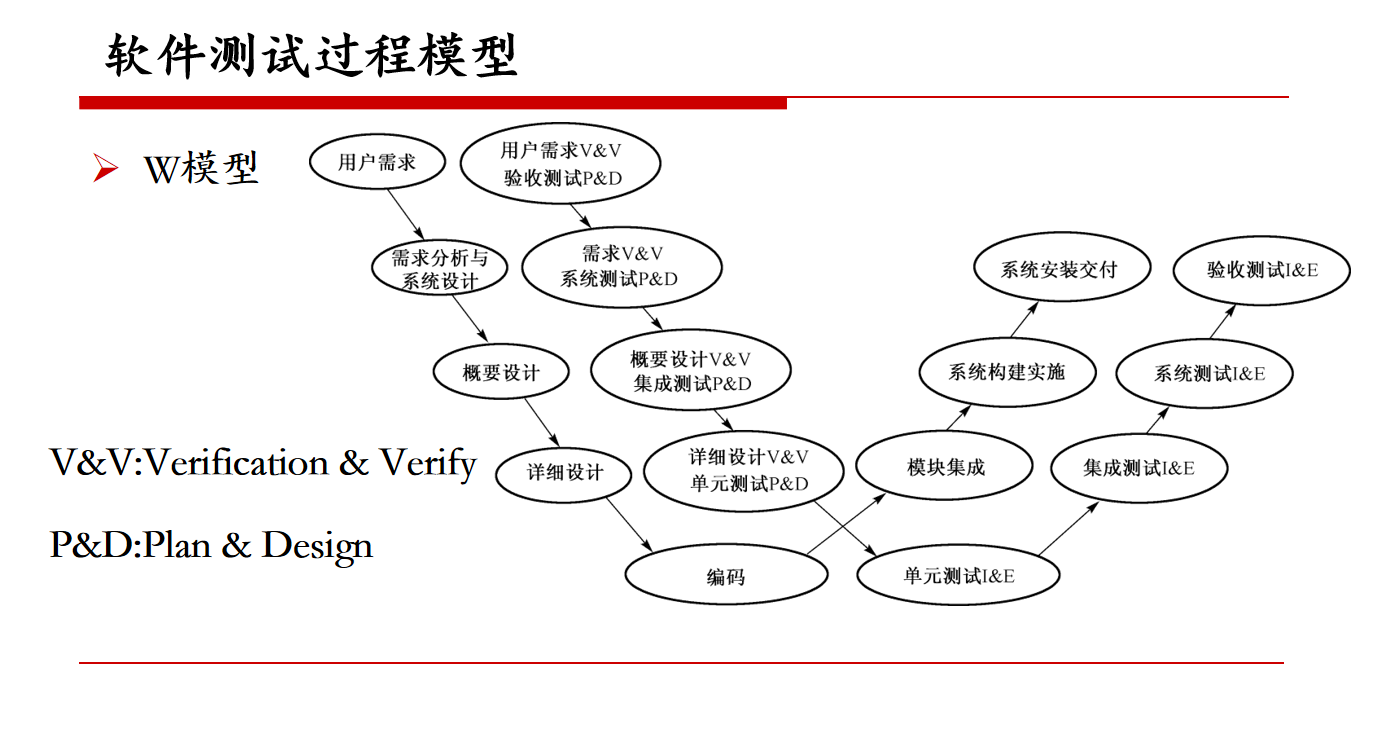 软件测试过程模型
W模型
用户需求
用户需求V&V
验收测试P&D
需求分析与
系统设计
需求V&V
系统测试P&D
系统安装交付
验收测试I&E
概要设计
概要设计V&V
集成测试P&D
系统构建实施
系统测试I&E
V&V:Verification & Verify
详细设计
详细设计V&V
单元测试P&D
模块集成
集成测试I&E
P&D:Plan & Design
编码
单元测试I&E